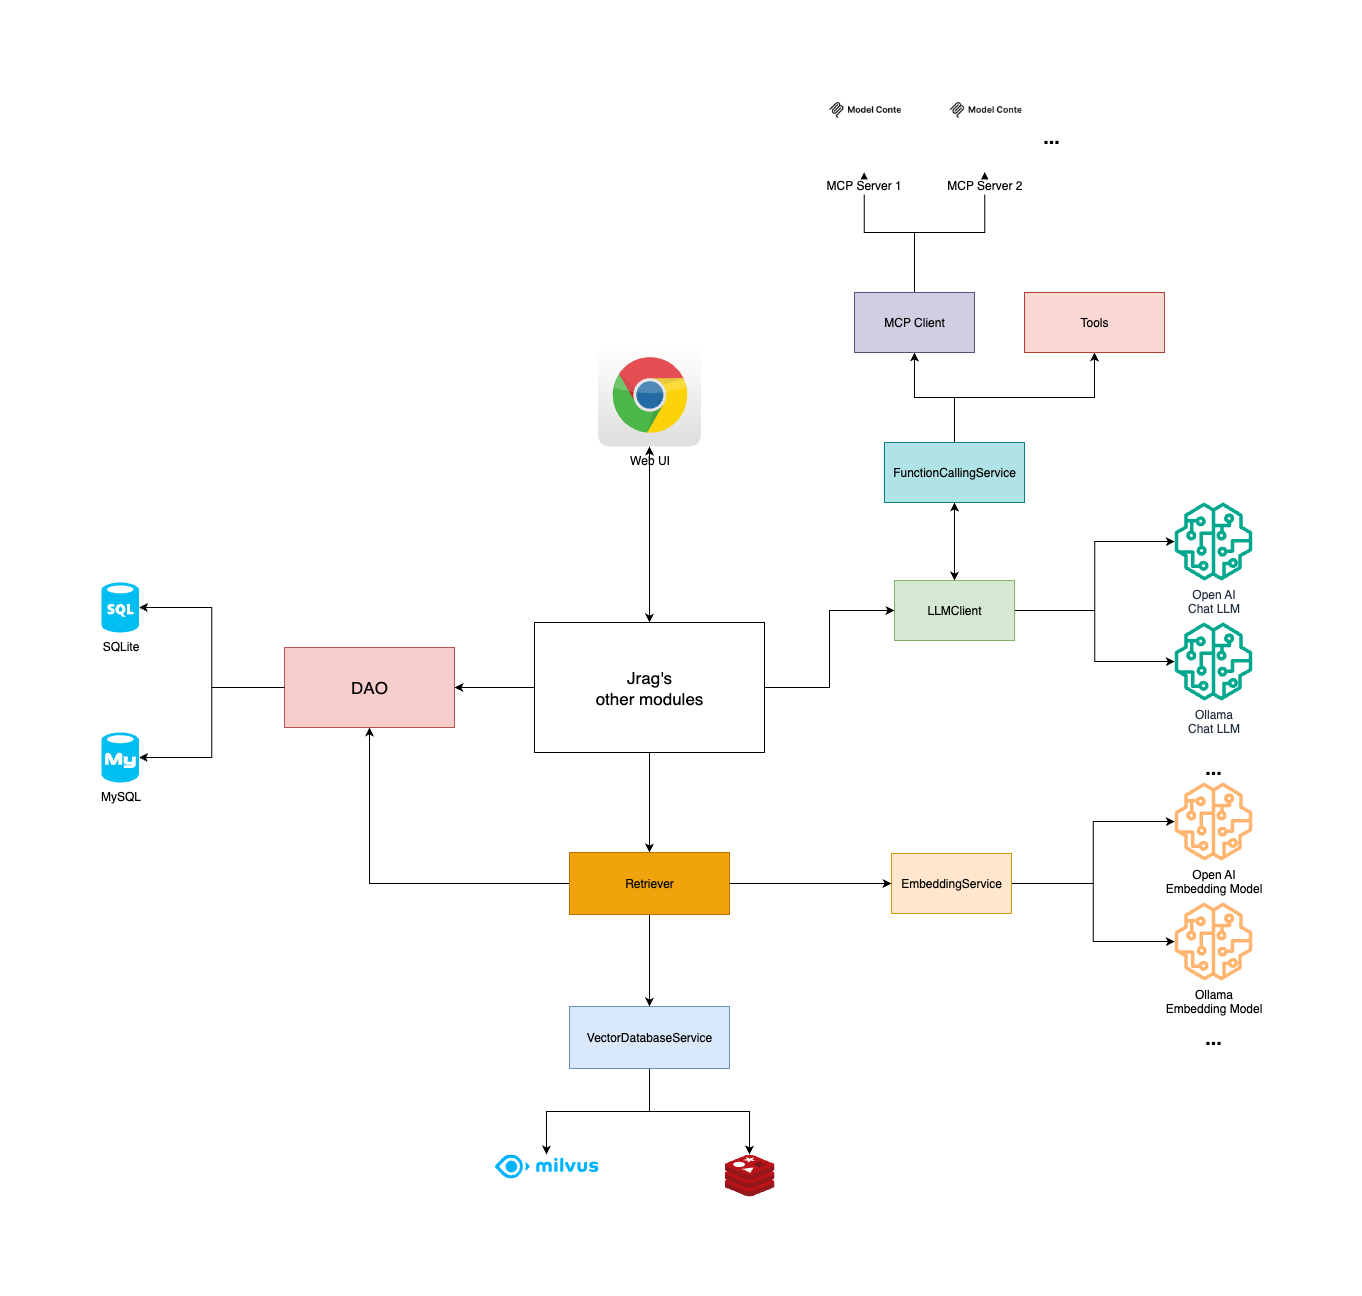 Model Conte
Model Conte
...
MCP Server 1
MCP Server 2
MCP Client
Tools
Web UI
FunctionCallingService
Open AI
Chat LLM
SQL
SQLite
LLMClient
DAO
Jrag's
other modules
Ollama
Chat LLM
My
MySQL
...
Retriever
EmbeddingService
Open AI
Embedding Model
Ollama
Embedding Model
VectorDatabaseService
...
milvus